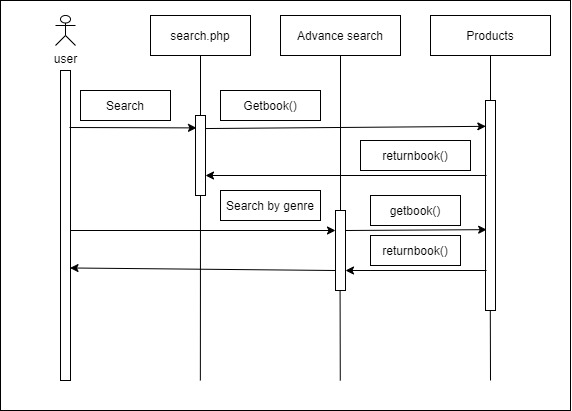 user
search.php
Advance search
Products
Search
Getbook()
returnbook()
Search by genre
getbook()
returnbook()